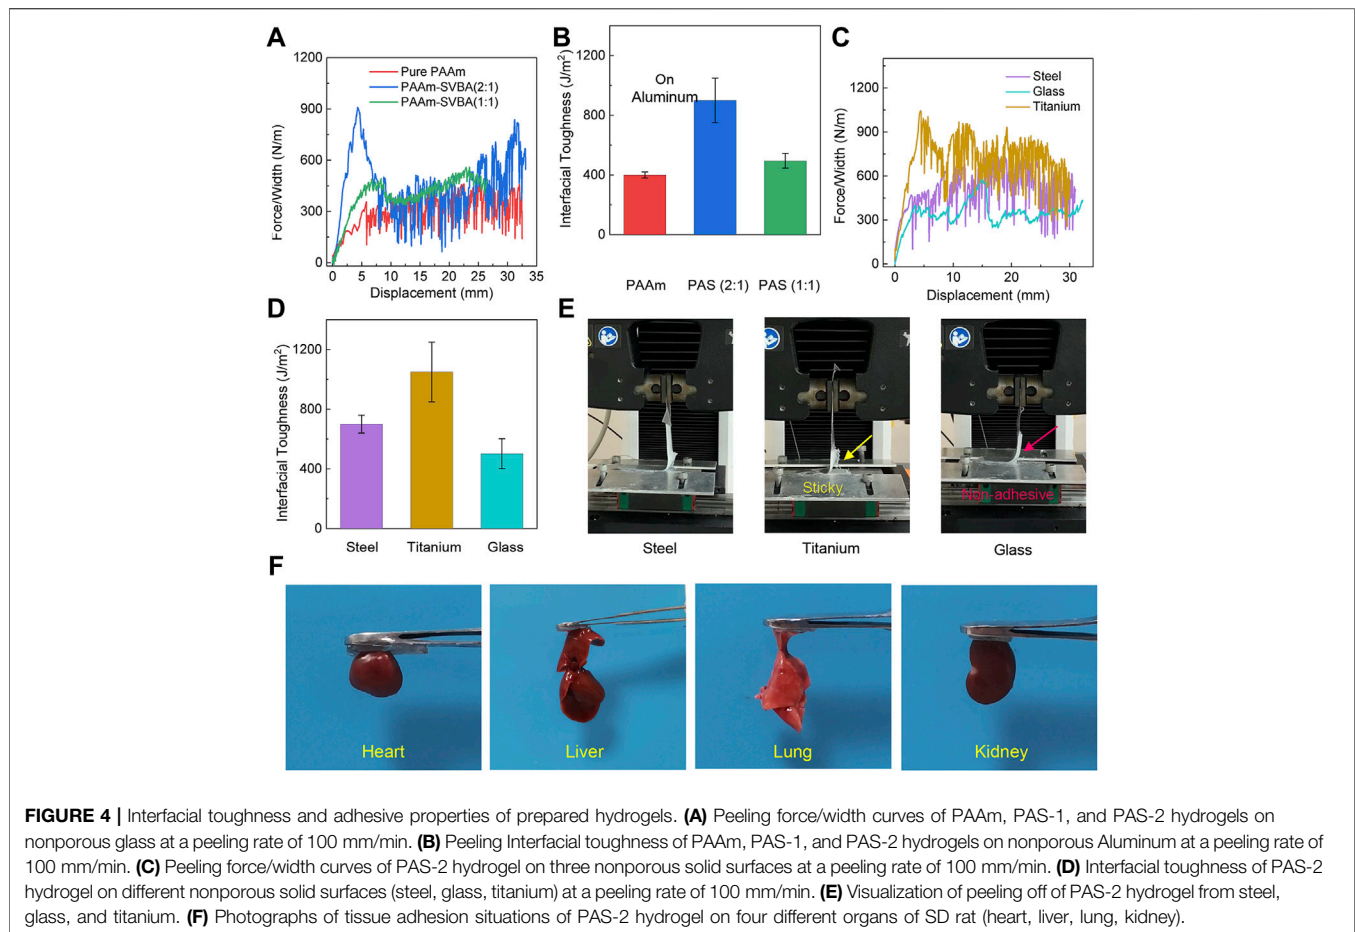 A
Force/Width (N/m)
1200
900
600
300
0
Pure PAAm
PAAm-SVBA(2:1)
PAAm-SVBA(1:1)
0 5 10 15 20 25 30 35
Displacement (mm)
B
Interfacial Toughness (J/m²)
1200
800
400
0
On
Aluminum
PAAm PAS (2:1) PAS (1:1)
C
Force/Width (N/m)
1200
900
600
300
0
Steel
Glass
Titanium
0 10 20 30
Displacement (mm)
D
Interfacial Toughness (J/m²)
1200
800
400
0
Steel Titanium Glass
E
Sticky
Non-adhesive
Steel Titanium Glass
F
Heart Liver Lung Kidney
FIGURE 4 | Interfacial toughness and adhesive properties of prepared hydrogels. (A) Peeling force/width curves of PAAm, PAS-1, and PAS-2 hydrogels on
nonporous glass at a peeling rate of 100 mm/min. (B) Peeling Interfacial toughness of PAAm, PAS-1, and PAS-2 hydrogels on nonporous Aluminum at a peeling rate of
100 mm/min. (C) Peeling force/width curves of PAS-2 hydrogel on three nonporous solid surfaces at a peeling rate of 100 mm/min. (D) Interfacial toughness of PAS-2
hydrogel on different nonporous solid surfaces (steel, glass, titanium) at a peeling rate of 100 mm/min. (E) Visualization of peeling off of PAS-2 hydrogel from steel,
glass, and titanium. (F) Photographs of tissue adhesion situations of PAS-2 hydrogel on four different organs of SD rat (heart, liver, lung, kidney).